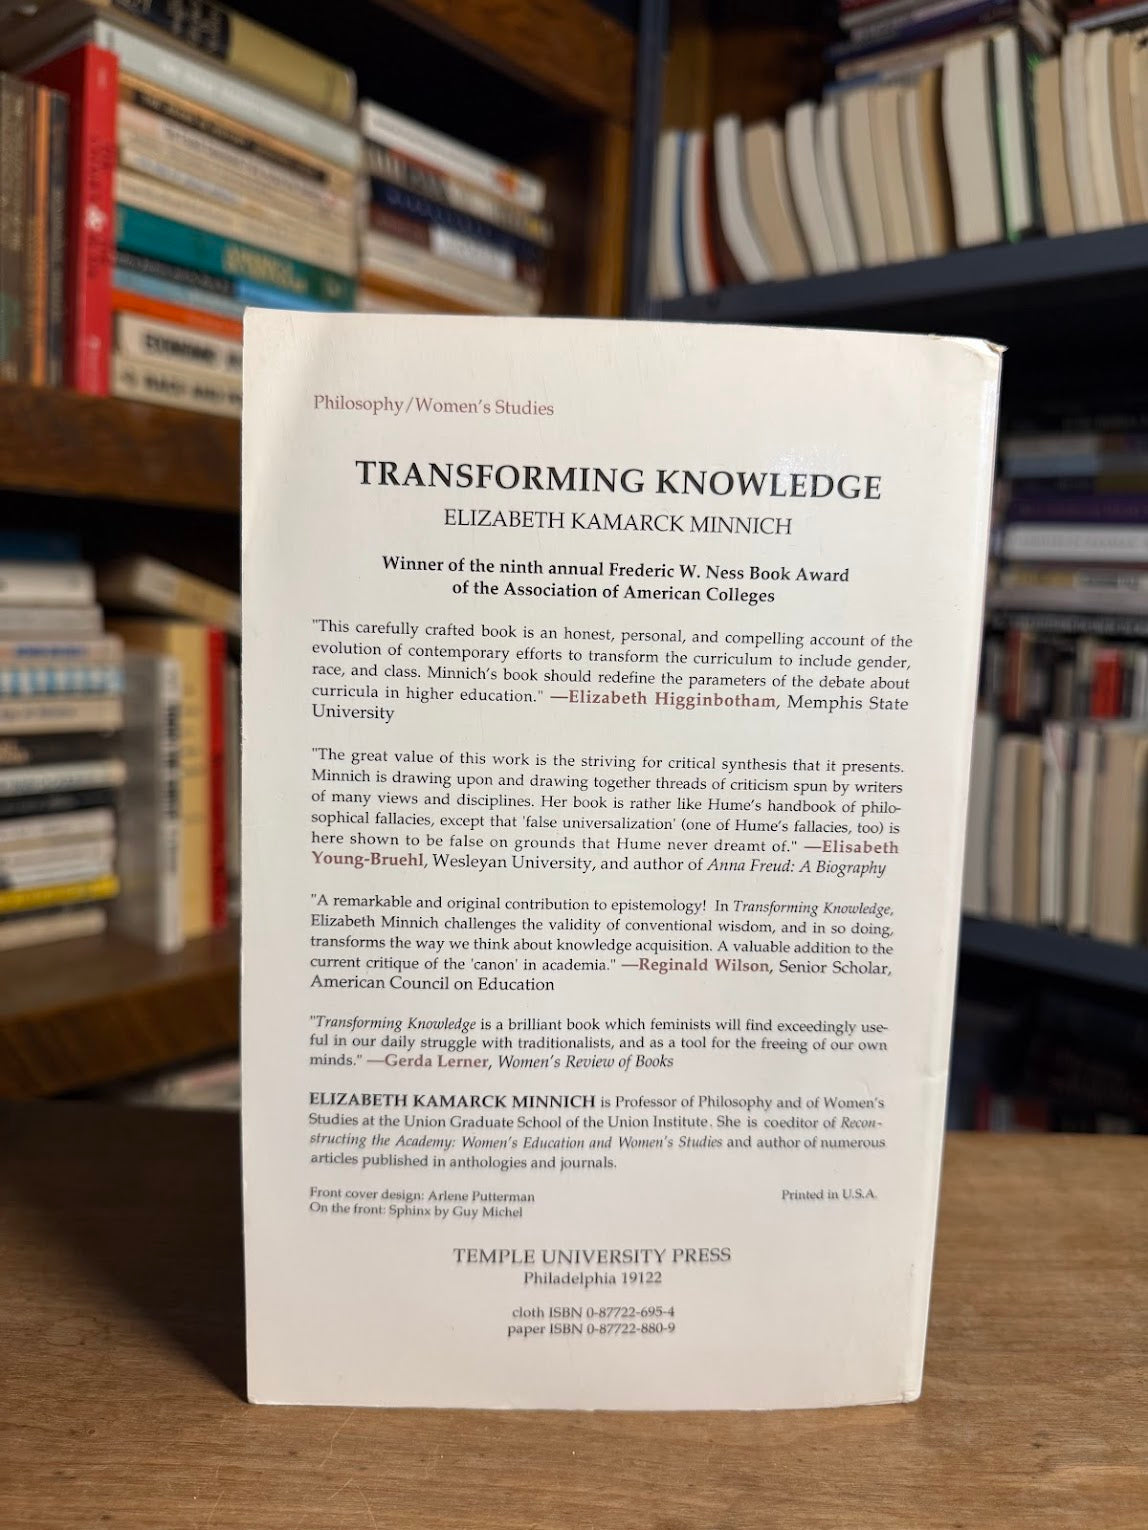 Philosophy/Women's Studies
TRANSFORMING KNOWLEDGE
ELIZABETH KAMARCK MINNICH
Winner of the ninth annual Frederic W. Ness Book Award
of the Association of American Colleges
"This carefully crafted book is an honest, personal, and compelling account of the
evolution of contemporary efforts to transform the curriculum to include gender,
race, and class. Minnich's book should redefine the parameters of the debate about
curricula in higher education." —Elizabeth Higginbotham, Memphis State
University
"The great value of this work is the striving for critical synthesis that it presents.
Minnich is drawing upon and drawing together threads of criticism spun by writers
of many views and disciplines. Her book is rather like Hume's handbook of philo-
sophical fallacies, except that 'false universalization' (one of Hume's fallacies, too) is
here shown to be false on grounds that Hume never dreamt of." —Elisabeth
Young-Bruehl, Wesleyan University, and author of Anna Freud: A Biography
"A remarkable and original contribution to epistemology! In Transforming Knowledge,
Elizabeth Minnich challenges the validity of conventional wisdom, and in so doing,
transforms the way we think about knowledge acquisition. A valuable addition to the
current critique of the 'canon' in academia." —Reginald Wilson, Senior Scholar,
American Council on Education
"Transforming Knowledge is a brilliant book which feminists will find exceedingly use-
ful in our daily struggle with traditionalists, and as a tool for the freeing of our own
minds." —Gerda Lerner, Women's Review of Books
ELIZABETH KAMARCK MINNICH is Professor of Philosophy and of Women's
Studies at the Union Graduate School of the Union Institute. She is coeditor of Recon-
structing the Academy: Women's Education and Women's Studies and author of numerous
articles published in anthologies and journals.
Front cover design: Arlene Putterman
On the front: Sphinx by Guy Michel
Printed in U.S.A.
TEMPLE UNIVERSITY PRESS
Philadelphia 19122
cloth ISBN 0-87722-695-4
paper ISBN 0-87722-880-9